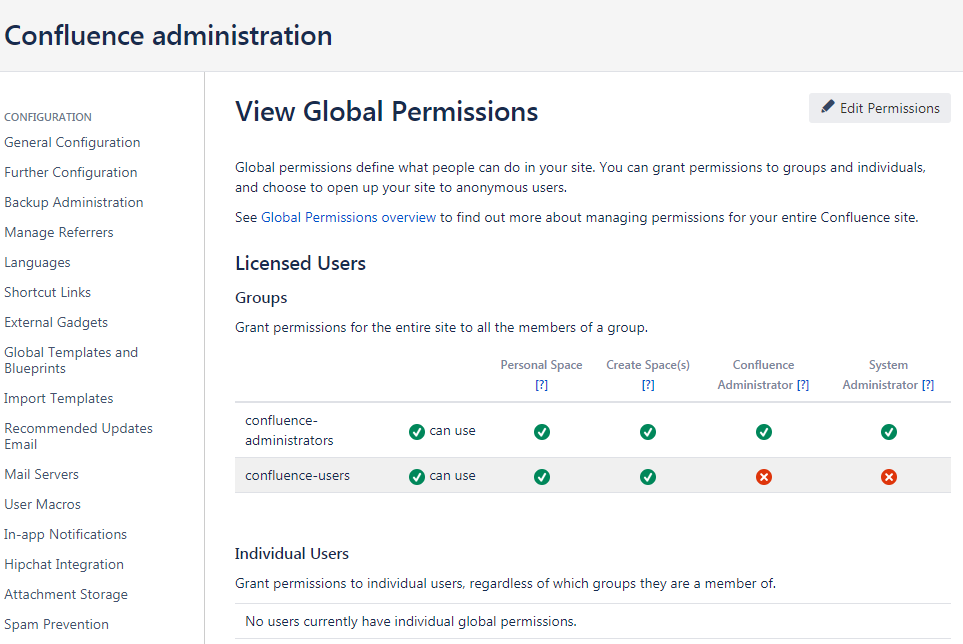 Confluence administration
CONFIGURATION
General Configuration
Further Configuration
Backup Administration
Manage Referrers
Languages
Shortcut Links
External Gadgets
Global Templates and
Blueprints
Import Templates
Recommended Updates
Email
Mail Servers
User Macros
In-app Notifications
Hipchat Integration
Attachment Storage
Spam Prevention
View Global Permissions
Edit Permissions
Global permissions define what people can do in your site. You can grant permissions to groups and individuals,
and choose to open up your site to anonymous users.
See Global Permissions overview to find out more about managing permissions for your entire Confluence site.
Licensed Users
Groups
Grant permissions for the entire site to all the members of a group.
Personal Space Create Space(s) Confluence System
[?] [?] Administrator [?] Administrator [?]
confluence-
administrators can use
confluence-users can use
Individual Users
Grant permissions to individual users, regardless of which groups they are a member of.
No users currently have individual global permissions.